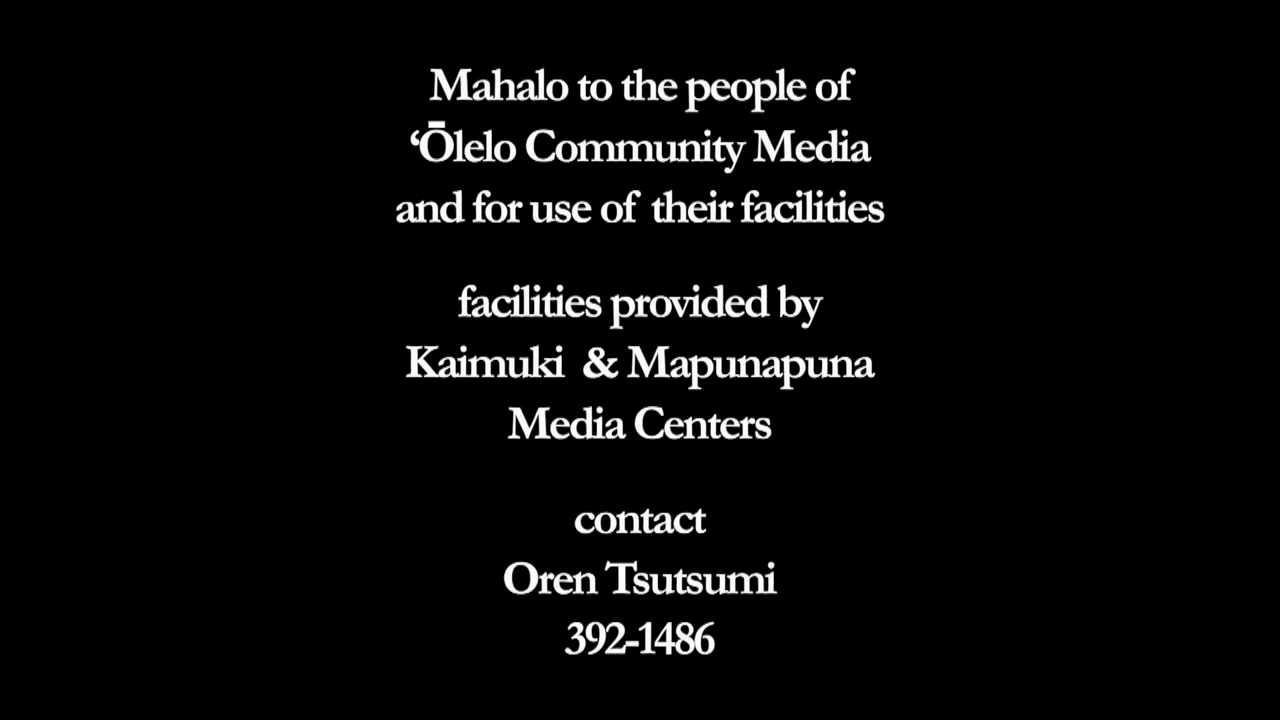 Mahalo to the people of
‘Ōlelo Community Media
and for use of their facilities
facilities provided by
Kaimuki & Mapunapuna
Media Centers
contact
Oren Tsutsumi
392-1486